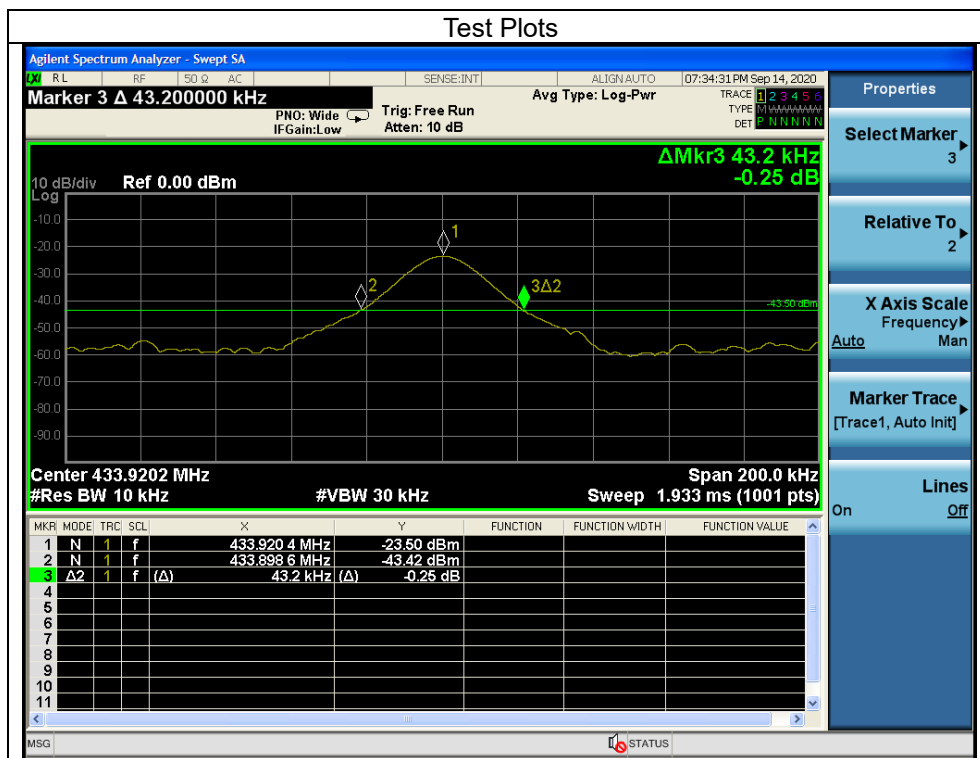 Test Plots
Agilent Spectrum Analyzer - Swept SA
LXI RL RF 50 Ω AC SENSE:INT ALIGN AUTO 07:34:31 PM Sep 14, 2020
Marker 3 Δ 43.200000 kHz
PNO: Wide
IFGain:Low
Trig: Free Run
Atten: 10 dB
Avg Type: Log-Pwr
TRACE 1 2 3 4 5 6
TYPE M WWWWW
DET P N N N N N
ΔMkr3 43.2 kHz
-0.25 dB
10 dB/div Ref 0.00 dBm
Log
-10.0
-20.0
-30.0
-40.0
-50.0
-60.0
-70.0
-80.0
-90.0
1
2
3Δ2
-43.50 dBm
Center 433.9202 MHz Span 200.0 kHz
#Res BW 10 kHz #VBW 30 kHz Sweep 1.933 ms (1001 pts)
MKR MODE TRC SCL X Y FUNCTION FUNCTION WIDTH FUNCTION VALUE
1 N 1 f 433.920 4 MHz -23.50 dBm
2 N 1 f 433.898 6 MHz -43.42 dBm
3 Δ2 1 f (Δ) 43.2 kHz (Δ) -0.25 dB
4
5
6
7
8
9
10
11
MSG STATUS
Properties
Select Marker
3
Relative To
2
X Axis Scale
Frequency
Auto Man
Marker Trace
[Trace1, Auto Init]
Lines
On Off